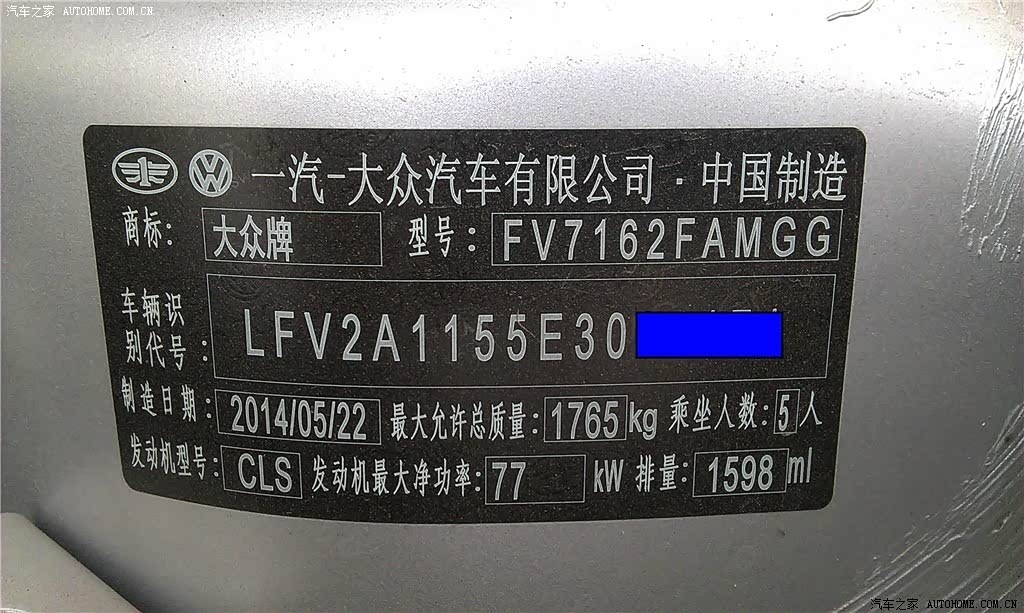 汽车之家 AUTOHOME.COM.CN
一汽-大众汽车有限公司·中国制造
商标: 大众牌 型号: FV7162FAMGG
车辆识
别代号: LFV2A1155E30
制造日期: 2014/05/22 最大允许总质量: 1765kg 乘坐人数: 5人
发动机型号: CLS 发动机最大净功率: 77 kW 排量: 1598ml
汽车之家 AUTOHOME.COM.CN